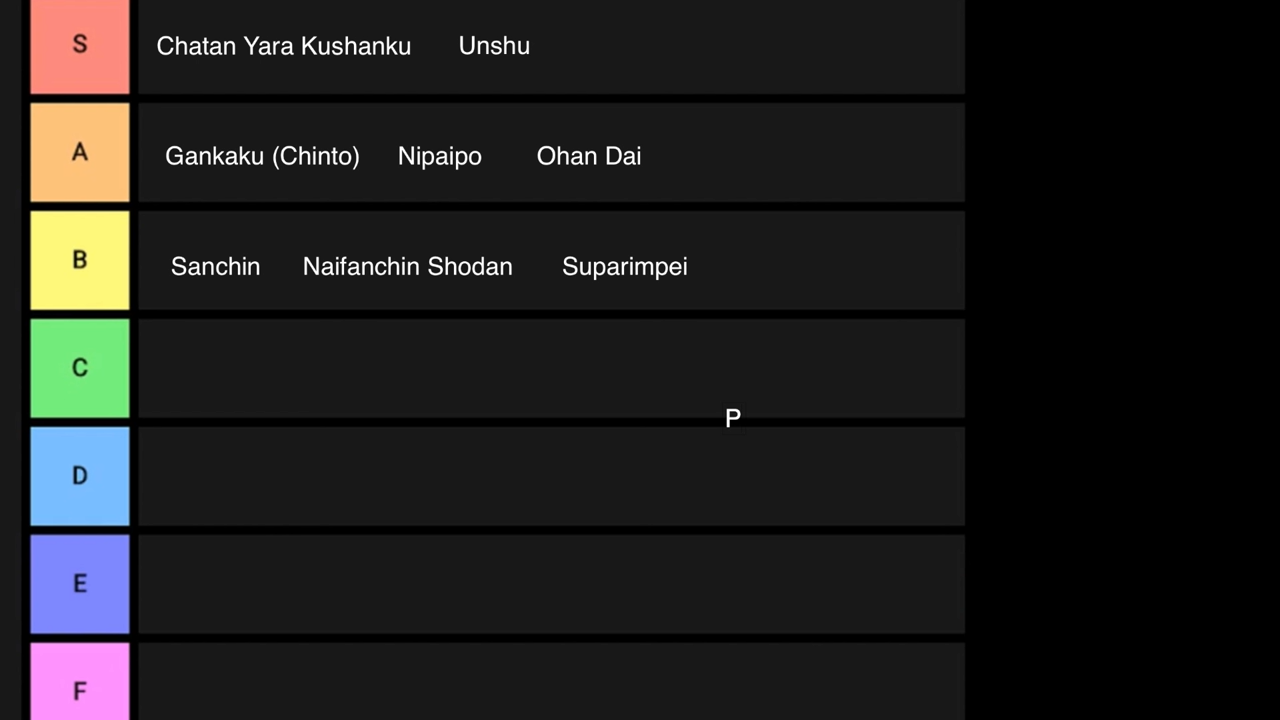 S Chatan Yara Kushanku Unshu
A Gankaku (Chinto) Nipaipo Ohan Dai
B Sanchin Naifanchin Shodan Suparimpei
C
P
D
E
F